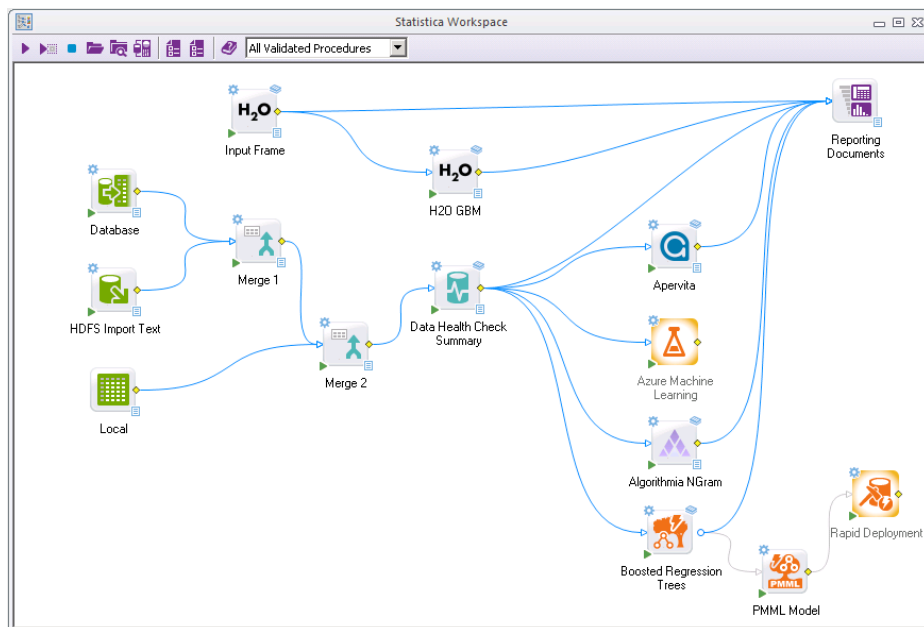 Statistica Workspace
All Validated Procedures
H2O
Input Frame
Reporting
Documents
H2O
H2O GBM
Database
Merge 1
Apervita
HDFS Import Text
Data Health Check
Summary
Merge 2
Azure Machine
Learning
Local
Algorithmia NGram
Rapid Deployment
Boosted Regression
Trees
PMML
PMML Model